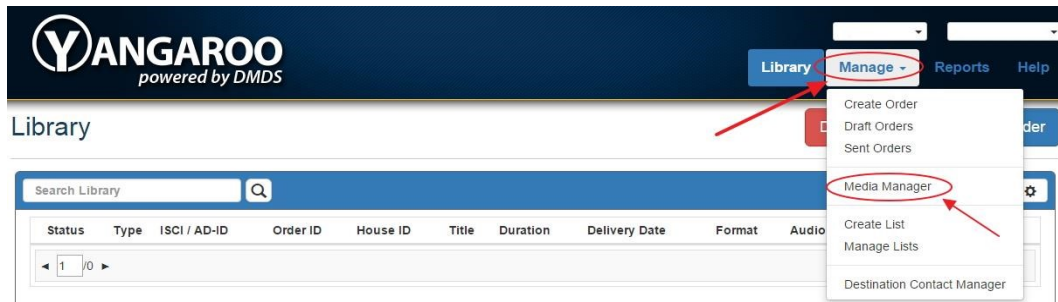 YANGAROO
powered by DMDS
Library Manage Reports Help
Library
Create Order
Draft Orders
Sent Orders
Media Manager
Create List
Manage Lists
Destination Contact Manager
Search Library
Status Type ISCI / AD-ID Order ID House ID Title Duration Delivery Date Format Audio
1 /0